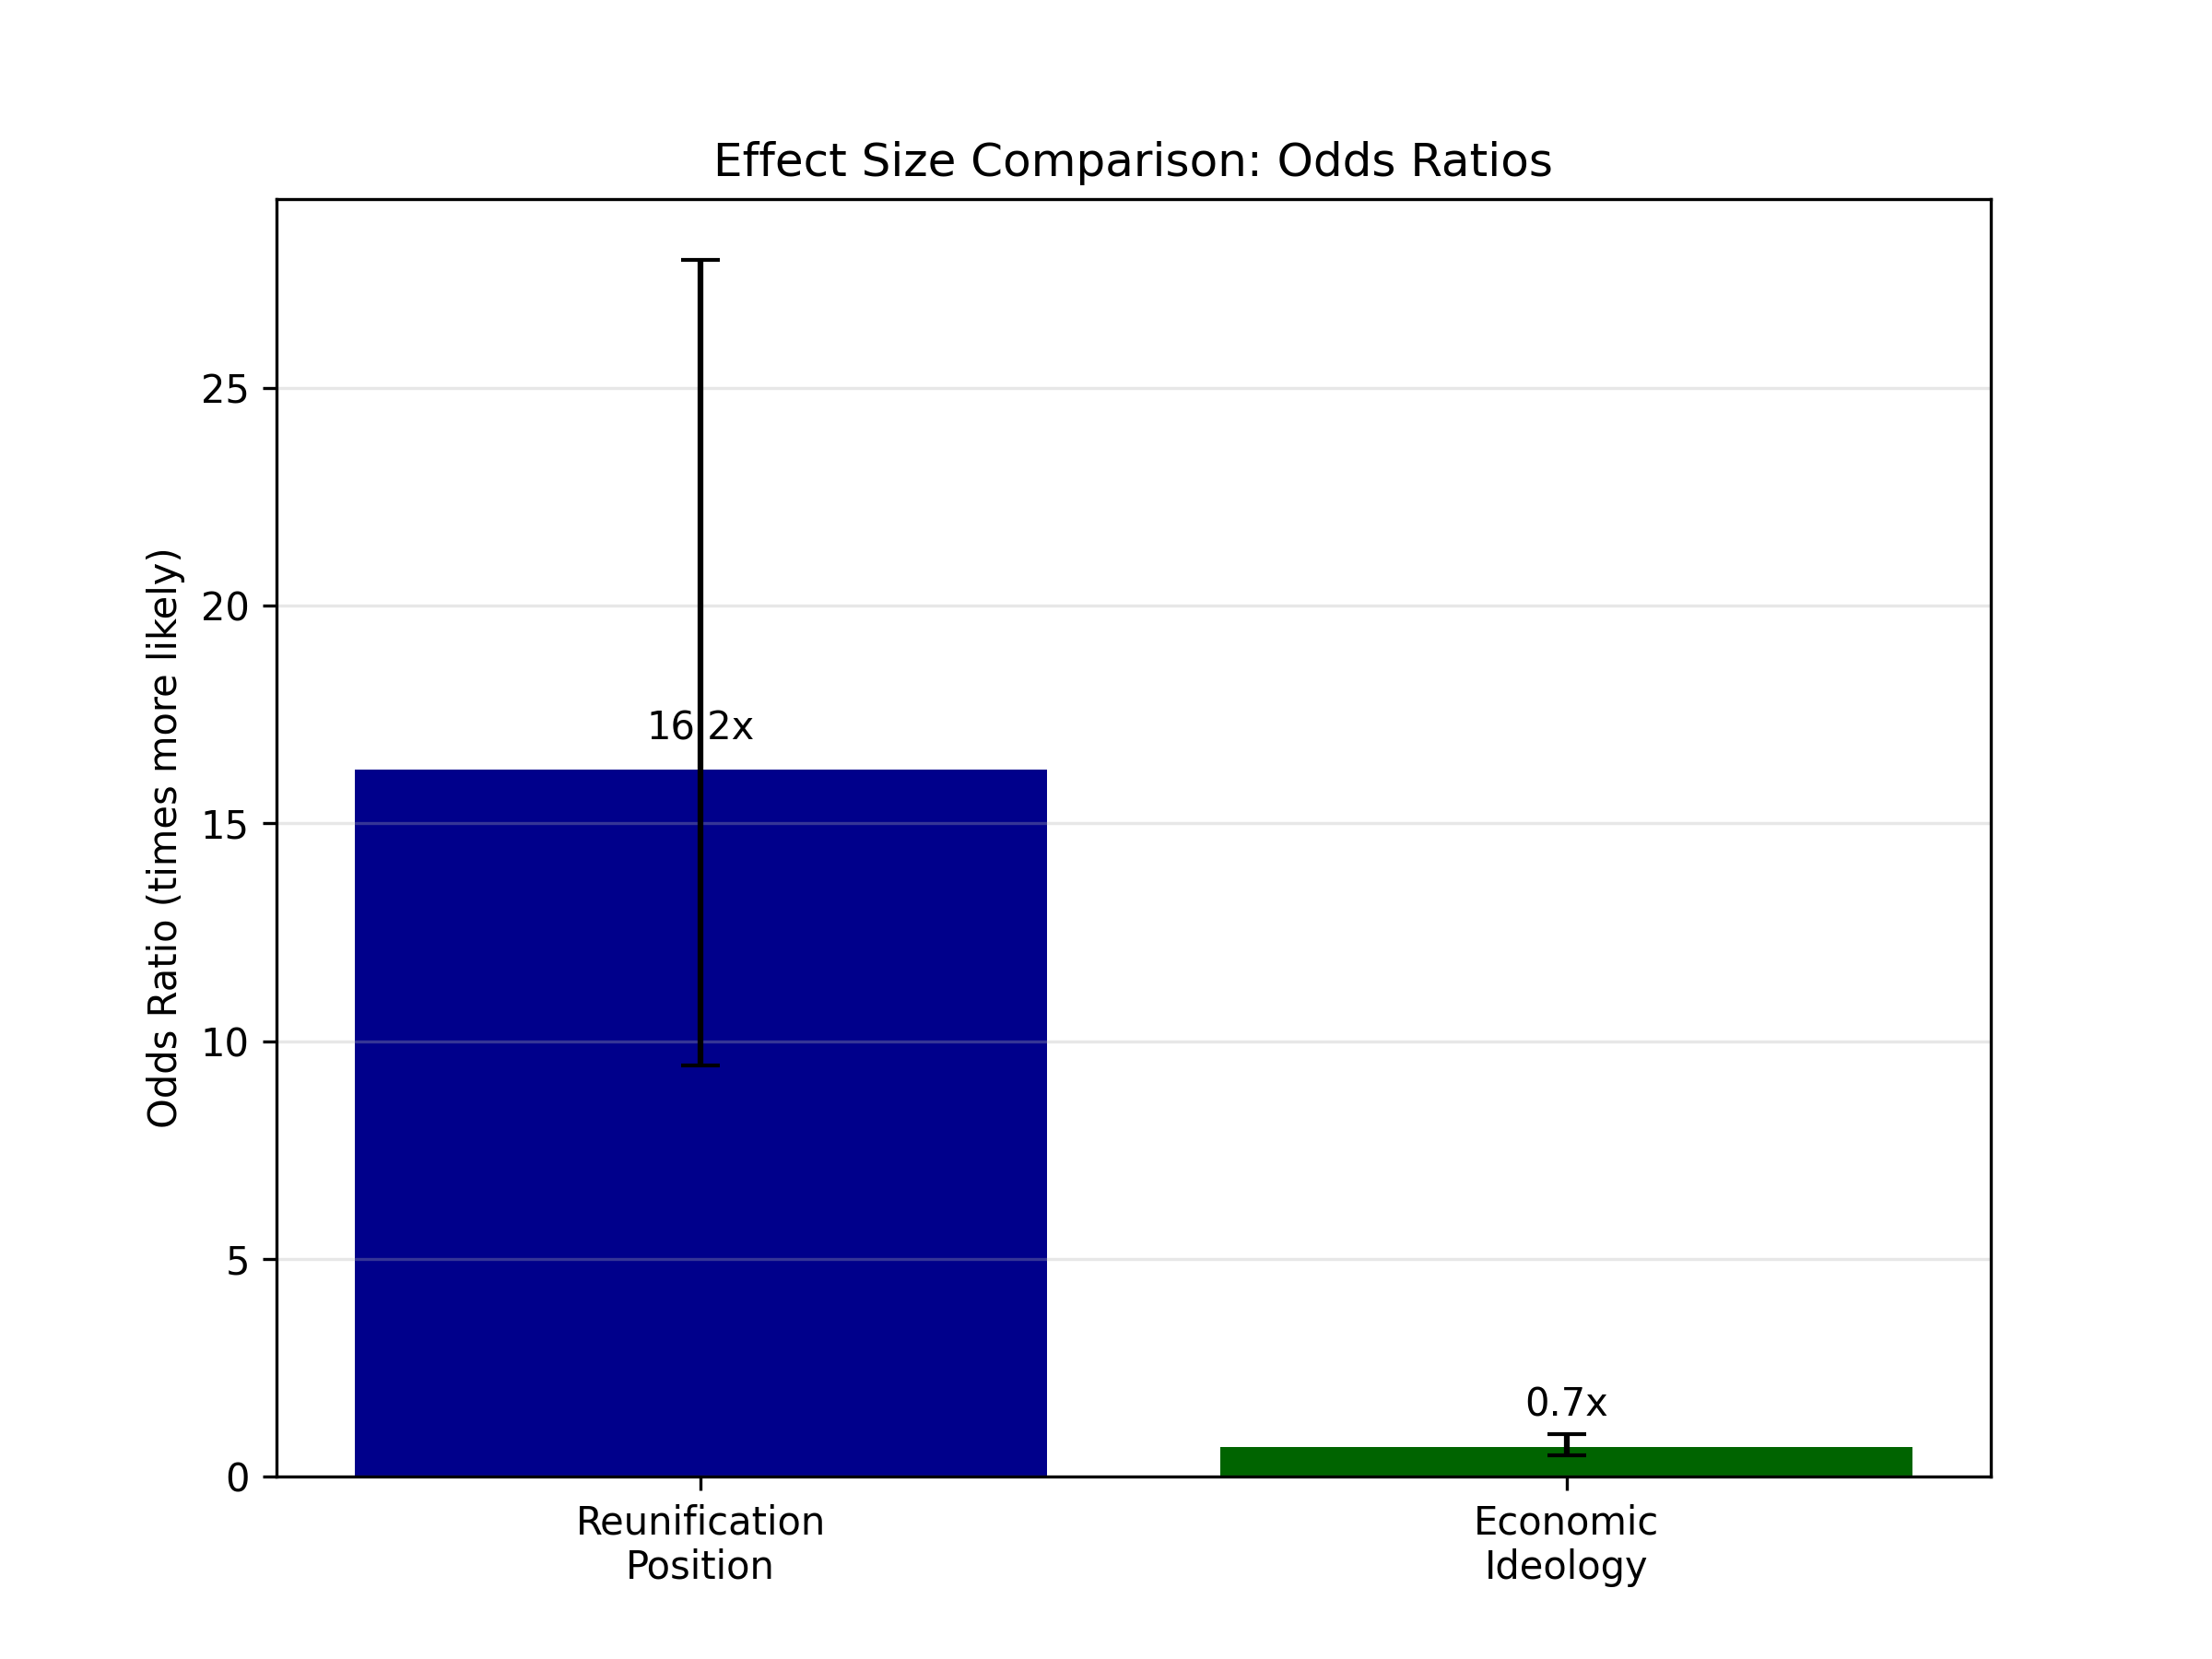 Effect Size Comparison: Odds Ratios
Odds Ratio (times more likely)
25
20
15
10
5
0
16.2x
0.7x
Reunification
Position
Economic
Ideology